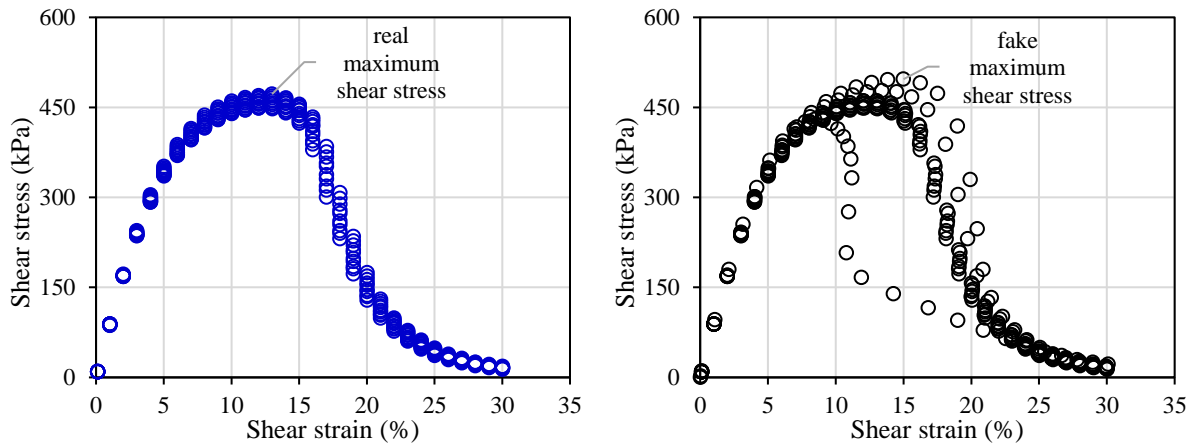 600
450
300
150
0
Shear stress (kPa)
real
maximum
shear stress
0 5 10 15 20 25 30 35
Shear strain (%)
600
450
300
150
0
Shear stress (kPa)
fake
maximum
shear stress
0 5 10 15 20 25 30 35
Shear strain (%)